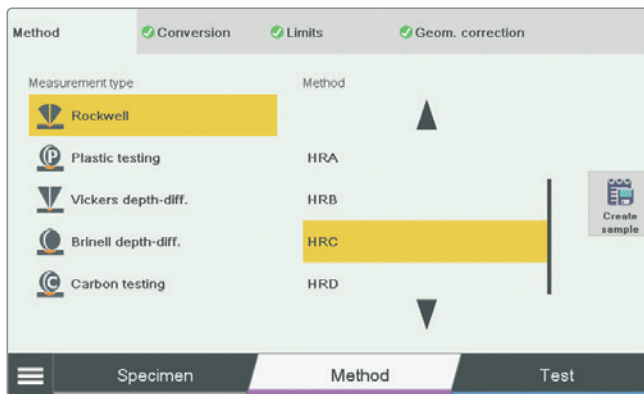 Method Conversion Limits Geom. correction
Measurement type Method
Rockwell
P Plastic testing HRA
Vickers depth-diff. HRB
Create
sample
Brinell depth-diff. HRC
C Carbon testing HRD
Specimen Method Test